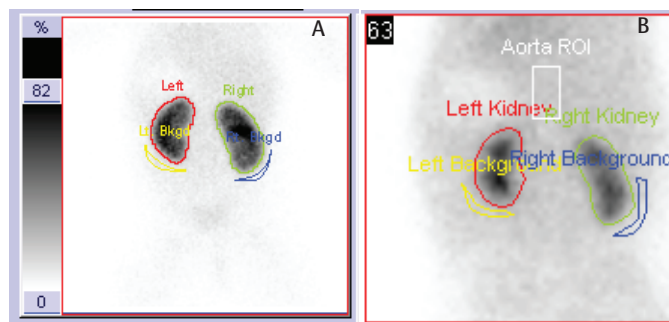 %
82
0
A
Left
Right
Lt Bkgd
Rt Bkgd
63
B
Aorta ROI
Left Kidney
Right Kidney
Left Background
Right Background